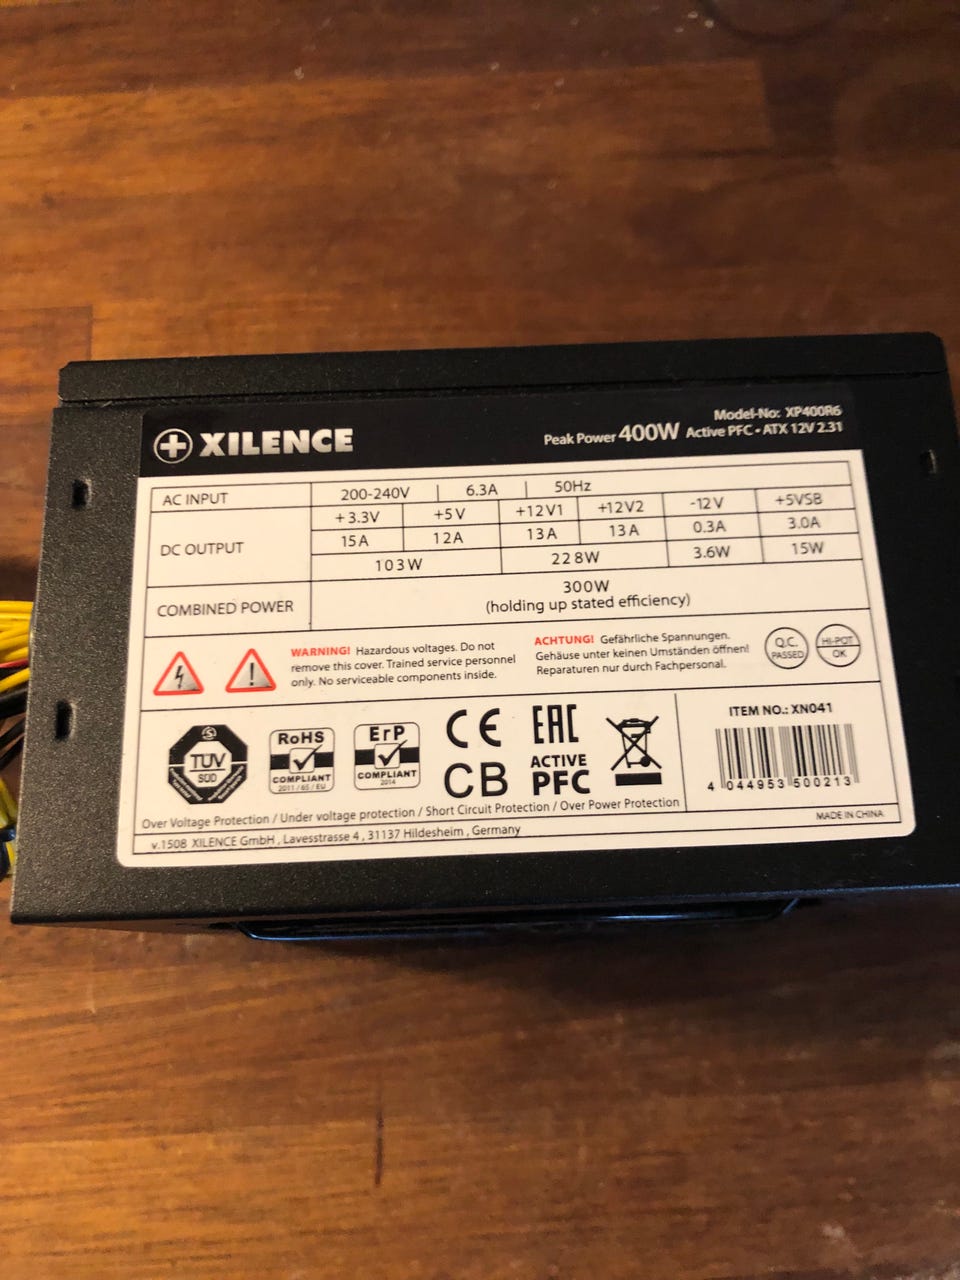 XILENCE
Model-No: XP400R6
Peak Power 400W Active PFC • ATX 12V 2.31
AC INPUT 200-240V 6.3A 50Hz
DC OUTPUT +3.3V +5V +12V1 +12V2 -12V +5VSB
15A 12A 13A 13A 0.3A 3.0A
103W 228W 3.6W 15W
COMBINED POWER 300W
(holding up stated efficiency)
WARNING! Hazardous voltages. Do not
remove this cover. Trained service personnel
only. No serviceable components inside.
ACHTUNG! Gefährliche Spannungen.
Gehäuse unter keinen Umständen öffnen!
Reparaturen nur durch Fachpersonal.
Q.C.
PASSED
HI-POT
OK
TÜV
SÜD
RoHS
COMPLIANT
2011/65/EU
ErP
COMPLIANT
2014
CE
CB
EAC
ACTIVE
PFC
ITEM NO.: XN041
4 044953 500213
Over Voltage Protection / Under voltage protection / Short Circuit Protection / Over Power Protection
MADE IN CHINA
v.1508 XILENCE GmbH , Lavesstrasse 4 , 31137 Hildesheim , Germany